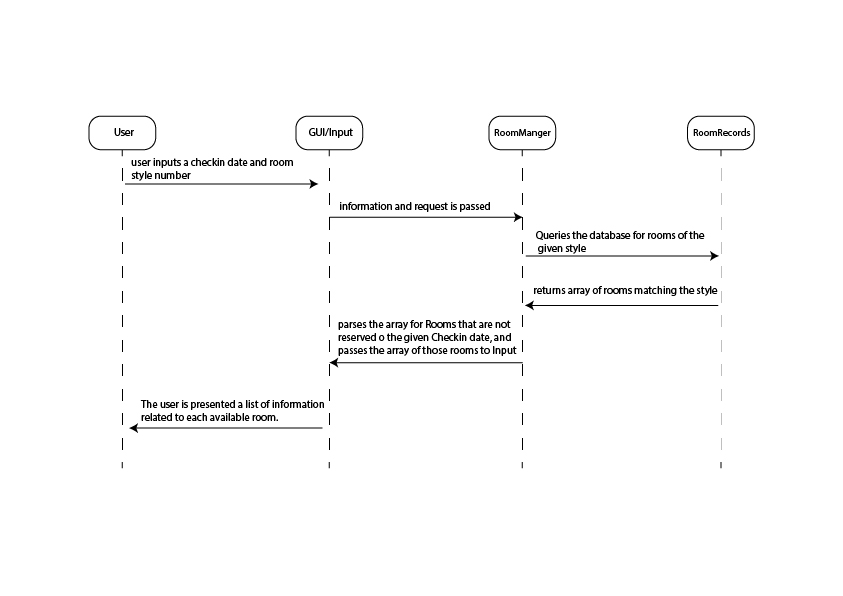 User
GUI/Input
RoomManger
RoomRecords
user inputs a checkin date and room
style number
information and request is passed
Queries the database for rooms of the
given style
returns array of rooms matching the style
parses the array for Rooms that are not
reserved o the given Checkin date, and
passes the array of those rooms to Input
The user is presented a list of information
related to each available room.